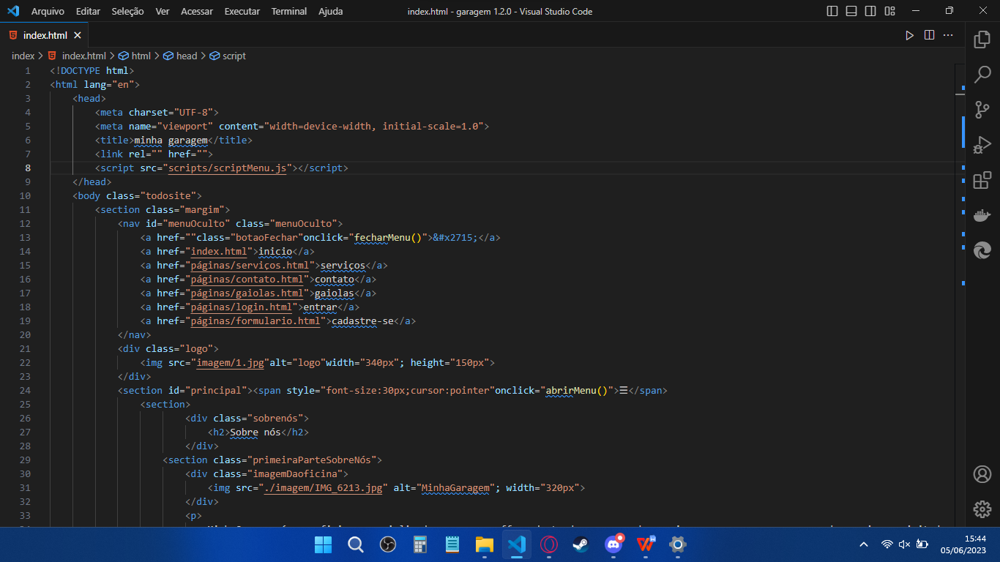 Arquivo Editar Seleção Ver Acessar Executar Terminal Ajuda index.html - garagem 1.2.0 - Visual Studio Code
index.html
index > index.html > html > head > script
1 <!DOCTYPE html>
2 <html lang="en">
3 <head>
4 <meta charset="UTF-8">
5 <meta name="viewport" content="width=device-width, initial-scale=1.0">
6 <title>minha garagem</title>
7 <link rel="" href="">
8 <script src="scripts/scriptMenu.js"></script>
9 </head>
10 <body class="todosite">
11 <section class="margim">
12 <nav id="menuOculto" class="menuOculto">
13 <a href=""class="botaoFechar"onclick="fecharMenu()">&#x2715;</a>
14 <a href="index.html">inicio</a>
15 <a href="páginas/serviços.html">serviços</a>
16 <a href="páginas/contato.html">contato</a>
17 <a href="páginas/gaiolas.html">gaiolas</a>
18 <a href="páginas/login.html">entrar</a>
19 <a href="páginas/formulario.html">cadastre-se</a>
20 </nav>
21 <div class="logo">
22 <img src="imagem/1.jpg"alt="logo"width="340px"; height="150px">
23 </div>
24 <section id="principal"><span style="font-size:30px;cursor:pointer"onclick="abrirMenu()">☰</span>
25 <section>
26 <div class="sobrenós">
27 <h2>Sobre nós</h2>
28 </div>
29 <section class="primeiraParteSobreNós">
30 <div class="imagemDaoficina">
31 <img src="./imagem/IMG_6213.jpg" alt="MinhaGaragem"; width="320px">
32 </div>
33 <p>
15:44
05/06/2023